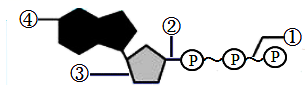 ④ ② ①
③ P P P